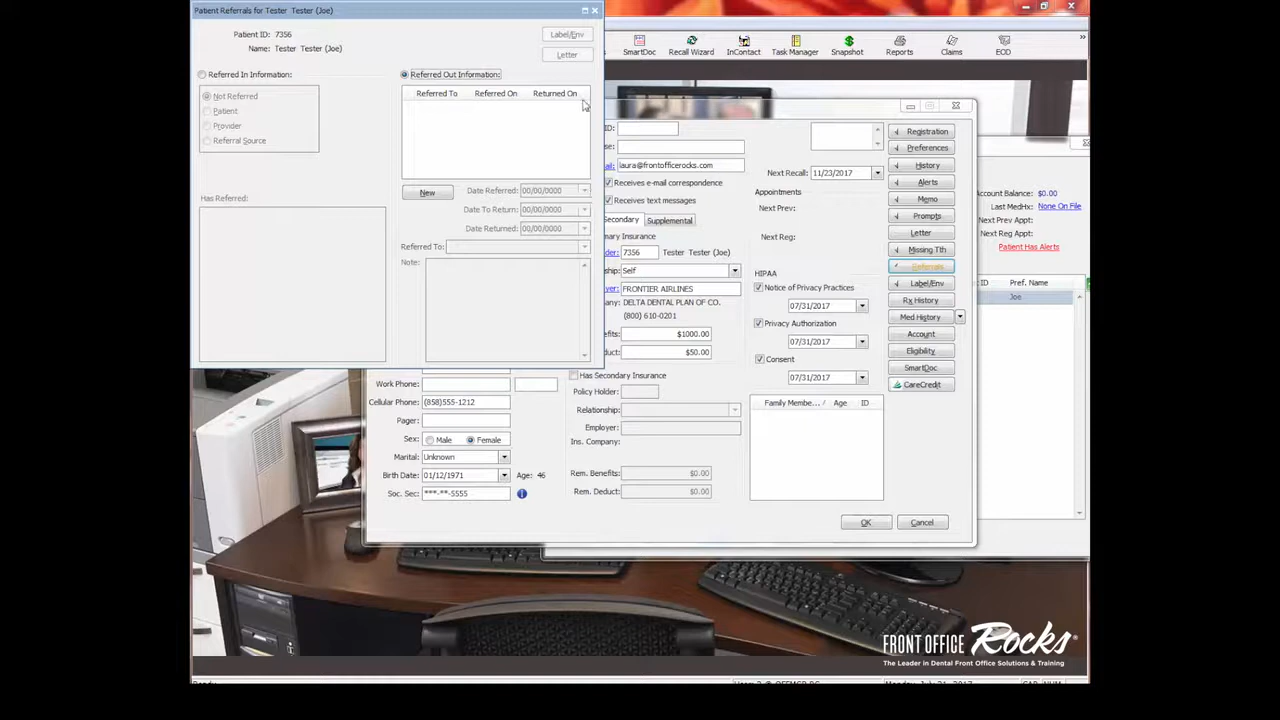 Patient Referrals for Tester Tester (Joe)
Patient ID: 7356
Name: Tester Tester (Joe)
Label/Env
Letter
Referred In Information:
Not Referred
Patient
Provider
Referral Source
Has Referred:
Referred Out Information:
Referred To Referred On Returned On
New
Date Referred: 00/00/0000
Date To Return: 00/00/0000
Date Returned: 00/00/0000
Referred To:
Note:
SmartDoc Recall Wizard InContact Task Manager Snapshot Reports Claims EOD
ID:
laura@frontofficerocks.com
Receives e-mail correspondence
Receives text messages
Secondary Supplemental
mary Insurance
7356 Tester Tester (Joe)
Self
FRONTIER AIRLINES
DELTA DENTAL PLAN OF CO.
(800) 610-0201
$1000.00
$50.00
Has Secondary Insurance
Policy Holder:
Relationship:
Employer:
Ins. Company:
Rem. Benefits: $0.00
Rem. Deduct: $0.00
Work Phone:
Cellular Phone: (858)555-1212
Pager:
Sex: Male Female
Marital: Unknown
Birth Date: 01/12/1971 Age: 46
Soc. Sec: ***-**-5555
Next Recall: 11/23/2017
Appointments
Next Prev:
Next Reg:
HIPAA
Notice of Privacy Practices
07/31/2017
Privacy Authorization
07/31/2017
Consent
07/31/2017
Family Membe... / Age ID
OK Cancel
Registration
Preferences
History
Alerts
Memo
Prompts
Letter
Missing Tth
Referrals
Label/Env
Rx History
Med History
Account
Eligibility
SmartDoc
CareCredit
Account Balance: $0.00
Last MedHx: None On File
Next Prev Appt:
Next Reg Appt:
Patient Has Alerts
ID Pref. Name
Joe
FRONT OFFICE Rocks®
The Leader in Dental Front Office Solutions & Training